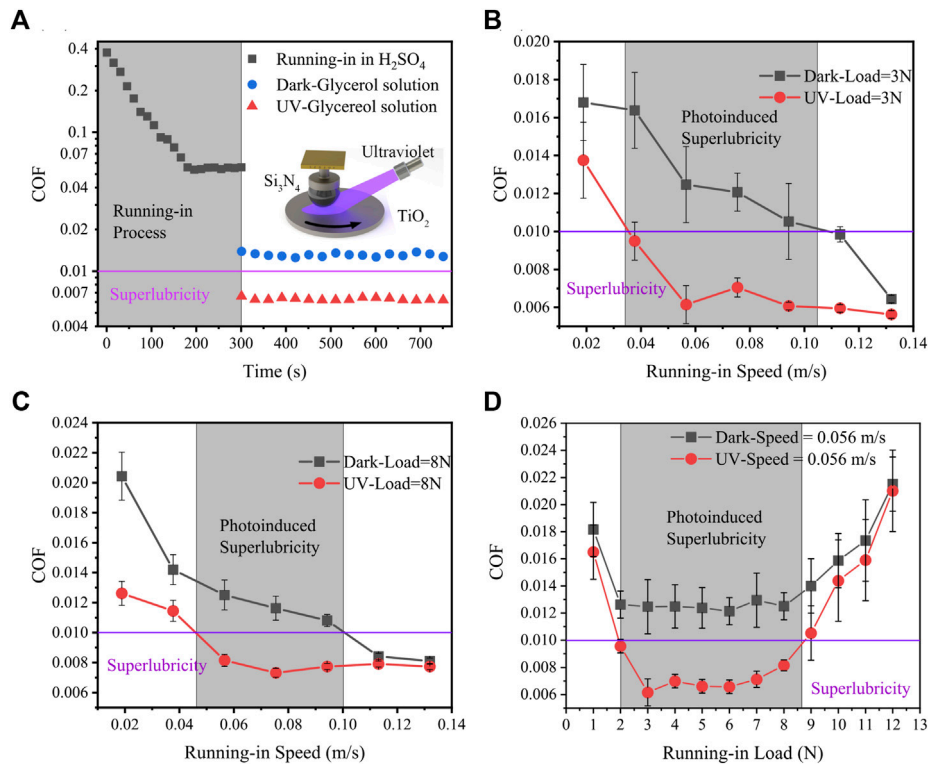 A
0.4
0.2
0.1
0.07
0.04
0.02
0.01
0.007
0.004
COF
Running-in in H₂SO₄
Dark-Glycerol solution
UV-Glycereol solution
Ultraviolet
Si₃N₄
TiO₂
Running-in
Process
Superlubricity
0 100 200 300 400 500 600 700
Time (s)
B
0.020
0.018
0.016
0.014
0.012
0.010
0.008
0.006
COF
Dark-Load=3N
UV-Load=3N
Photoinduced
Superlubricity
Superlubricity
0.02 0.04 0.06 0.08 0.10 0.12 0.14
Running-in Speed (m/s)
C
0.024
0.022
0.020
0.018
0.016
0.014
0.012
0.010
0.008
0.006
COF
Dark-Load=8N
UV-Load=8N
Photoinduced
Superlubricity
Superlubricity
0.02 0.04 0.06 0.08 0.10 0.12 0.14
Running-in Speed (m/s)
D
0.026
0.024
0.022
0.020
0.018
0.016
0.014
0.012
0.010
0.008
0.006
COF
Dark-Speed = 0.056 m/s
UV-Speed = 0.056 m/s
Photoinduced
Superlubricity
Superlubricity
0 1 2 3 4 5 6 7 8 9 10 11 12 13
Running-in Load (N)